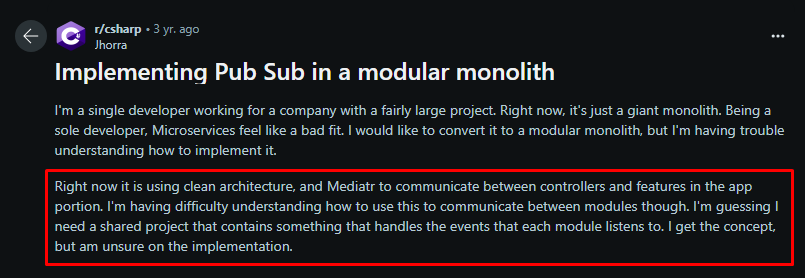 r/csharp • 3 yr. ago
Jhorra
Implementing Pub Sub in a modular monolith
I'm a single developer working for a company with a fairly large project. Right now, it's just a giant monolith. Being a
sole developer, Microservices feel like a bad fit. I would like to convert it to a modular monolith, but I'm having trouble
understanding how to implement it.
Right now it is using clean architecture, and Mediatr to communicate between controllers and features in the app
portion. I'm having difficulty understanding how to use this to communicate between modules though. I'm guessing I
need a shared project that contains something that handles the events that each module listens to. I get the concept,
but am unsure on the implementation.